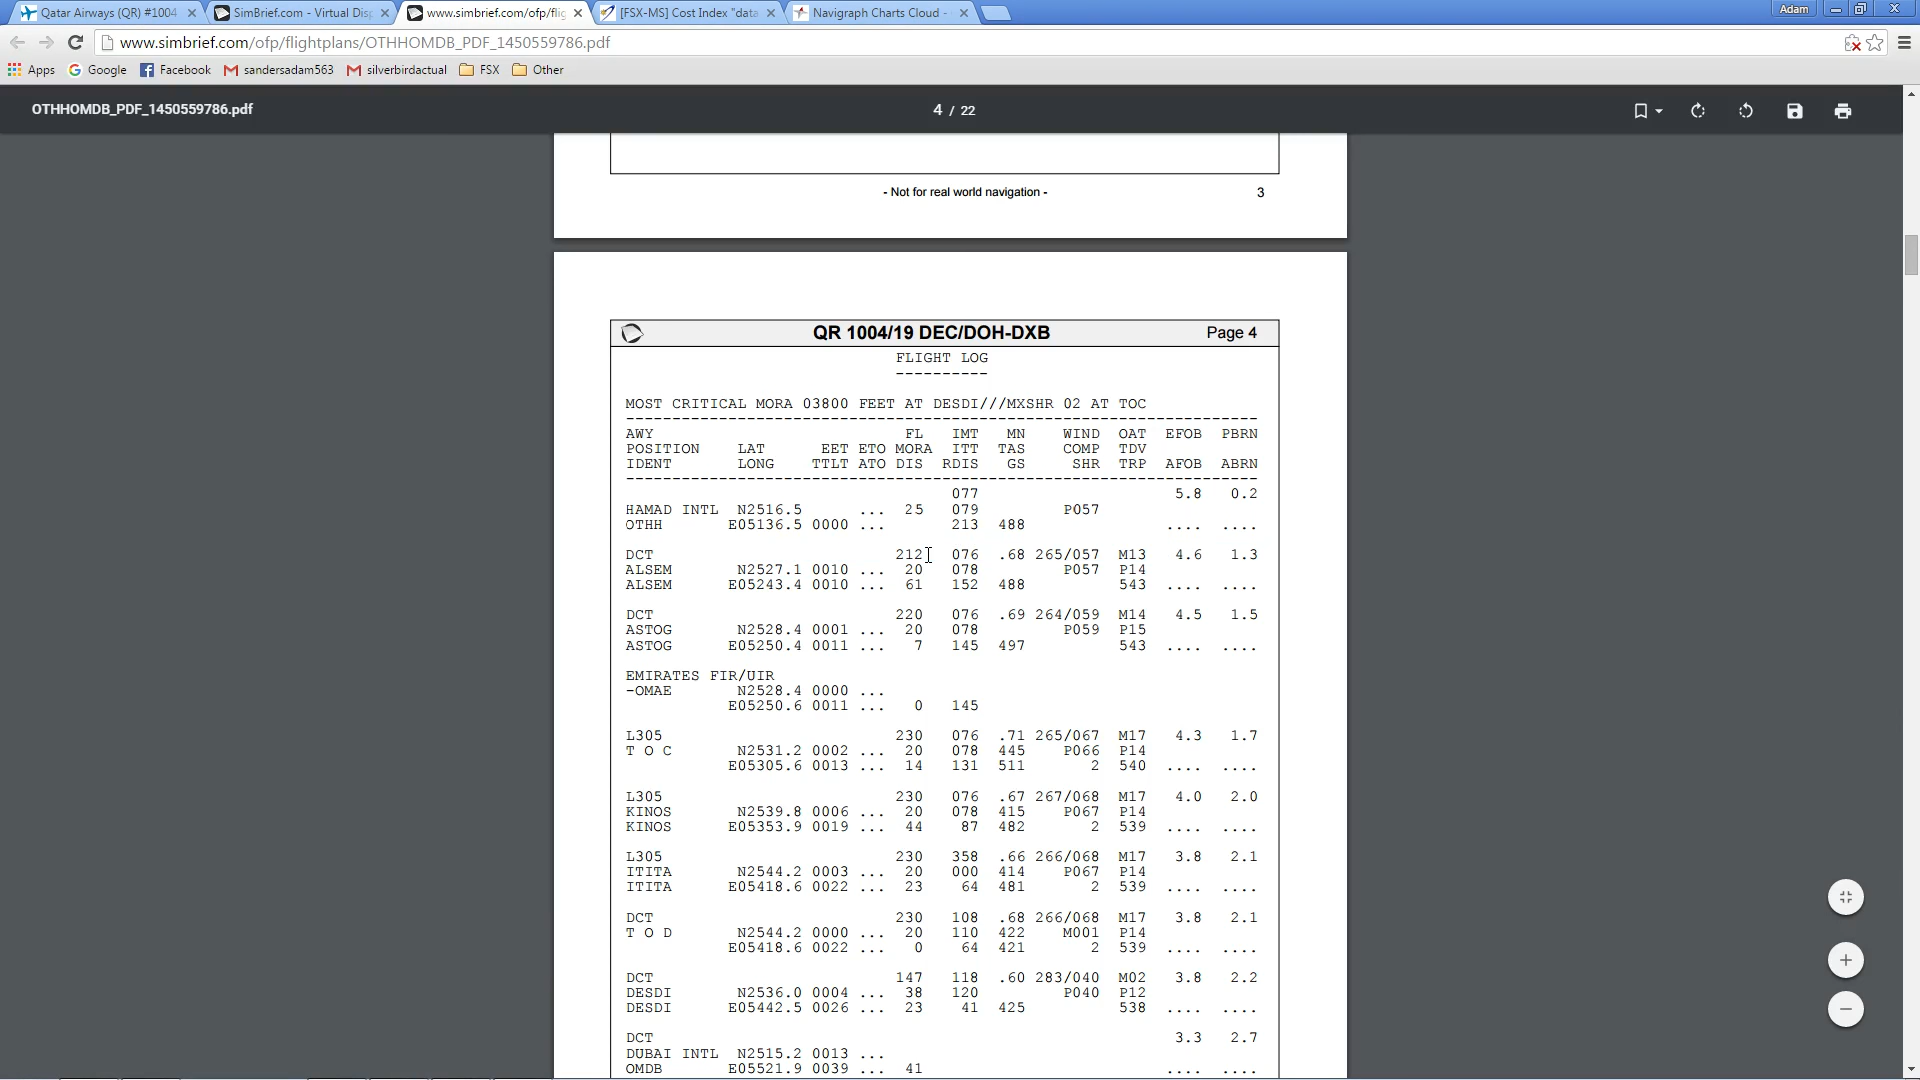 Qatar Airways (QR) #1004
SimBrief.com - Virtual Disp
www.simbrief.com/ofp/flig
[FSX-MS] Cost Index "data
Navigraph Charts Cloud -
Adam
www.simbrief.com/ofp/flightplans/OTHHOMDB_PDF_1450559786.pdf
Apps Google Facebook sandersadam563 silverbirdactual FSX Other
OTHHOMDB_PDF_1450559786.pdf 4 / 22
- Not for real world navigation - 3
QR 1004/19 DEC/DOH-DXB Page 4
FLIGHT LOG
----------
MOST CRITICAL MORA 03800 FEET AT DESDI///MXSHR 02 AT TOC
AWY FL IMT MN WIND OAT EFOB PBRN
POSITION LAT EET ETO MORA ITT TAS COMP TDV
IDENT LONG TTLT ATO DIS RDIS GS SHR TRP AFOB ABRN
077 5.8 0.2
HAMAD INTL N2516.5 ... 25 079 P057
OTHH E05136.5 0000 ... 213 488 .... ....
DCT 212 076 .68 265/057 M13 4.6 1.3
ALSEM N2527.1 0010 ... 20 078 P057 P14
ALSEM E05243.4 0010 ... 61 152 488 543 .... ....
DCT 220 076 .69 264/059 M14 4.5 1.5
ASTOG N2528.4 0001 ... 20 078 P059 P15
ASTOG E05250.4 0011 ... 7 145 497 543 .... ....
EMIRATES FIR/UIR
-OMAE N2528.4 0000 ...
E05250.6 0011 ... 0 145
L305 230 076 .71 265/067 M17 4.3 1.7
T O C N2531.2 0002 ... 20 078 445 P066 P14
E05305.6 0013 ... 14 131 511 2 540 .... ....
L305 230 076 .67 267/068 M17 4.0 2.0
KINOS N2539.8 0006 ... 20 078 415 P067 P14
KINOS E05353.9 0019 ... 44 87 482 2 539 .... ....
L305 230 358 .66 266/068 M17 3.8 2.1
ITITA N2544.2 0003 ... 20 000 414 P067 P14
ITITA E05418.6 0022 ... 23 64 481 2 539 .... ....
DCT 230 108 .68 266/068 M17 3.8 2.1
T O D N2544.2 0000 ... 20 110 422 M001 P14
E05418.6 0022 ... 0 64 421 2 539 .... ....
DCT 147 118 .60 283/040 M02 3.8 2.2
DESDI N2536.0 0004 ... 38 120 P040 P12
DESDI E05442.5 0026 ... 23 41 425 538 .... ....
DCT 3.3 2.7
DUBAI INTL N2515.2 0013 ...
OMDB E05521.9 0039 ... 41 .... ....